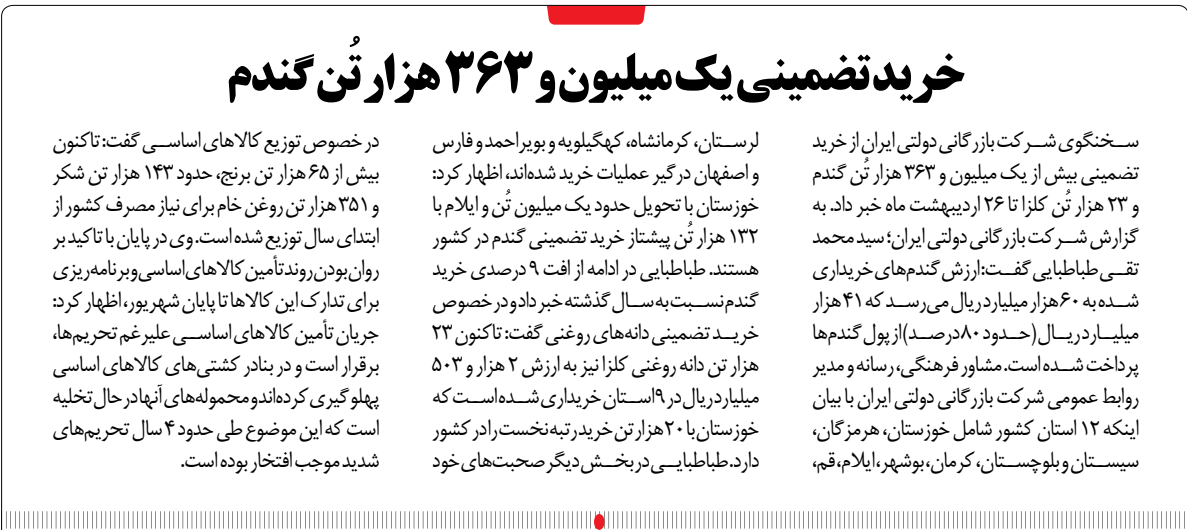 خرید تضمینی یک میلیون و ۳۶۳ هزار تُن گندم
سـخنگوی شـرکت بازرگانی دولتی ایران از خرید
تضمینی بیش از یک میلیون و ۳۶۳ هزار تُن گندم
و ۲۳ هزار تُن کلزا تا ۲۶ اردیبهشت ماه خبر داد. به
گزارش شـرکت بازرگانی دولتی ایران؛ سید محمد
تقـی طباطبایی گفـت: ارزش گندم‌های خریداری
شـده به ۶۰ هزار میلیارد ریال می‌رسـد که ۴۱ هزار
میلیـارد ریـال (حـدود ۸۰ درصـد) از پول گندم‌ها
پرداخت شـده است. مشاور فرهنگی، رسانه و مدیر
روابط عمومی شرکت بازرگانی دولتی ایران با بیان
اینکه ۱۲ استان کشور شامل خوزستان، هرمزگان،
سیسـتان و بلوچسـتان، کرمان، بوشهر، ایلام، قم،
لرسـتان، کرمانشاه، کهگیلویه و بویراحمد و فارس
و اصفهان درگیر عملیات خرید شده‌اند، اظهار کرد:
خوزستان با تحویل حدود یک میلیون تُن و ایلام با
۱۳۲ هزار تُن پیشتاز خرید تضمینی گندم در کشور
هستند. طباطبایی در ادامه از افت ۹ درصدی خرید
گندم نسـبت به سـال گذشته خبر داد و در خصوص
خریـد تضمینی دانه‌های روغنی گفت: تاکنون ۲۳
هزار تن دانه روغنی کلزا نیز به ارزش ۲ هزار و ۵۰۳
میلیارد ریال در ۹ اسـتان خریداری شـده اسـت که
خوزستان با ۲۰ هزار تن خرید رتبه نخست را در کشور
دارد. طباطبایـی در بخـش دیگر صحبت‌های خود
در خصوص توزیع کالاهای اساسـی گفت: تاکنون
بیش از ۶۵ هزار تن برنج، حدود ۱۴۳ هزار تن شکر
و ۳۵۱ هزار تن روغن خام برای نیاز مصرف کشور از
ابتدای سال توزیع شده است. وی در پایان با تاکید بر
روان بودن روند تأمین کالاهای اساسی و برنامه‌ریزی
برای تدارک این کالاها تا پایان شهریور، اظهار کرد:
جریان تأمین کالاهای اساسـی علیرغم تحریم‌ها،
برقرار است و در بنادر کشتی‌های کالاهای اساسی
پهلو گیری کرده‌اند و محموله‌های آنها در حال تخلیه
است که این موضوع طی حدود ۴ سال تحریم‌های
شدید موجب افتخار بوده است.